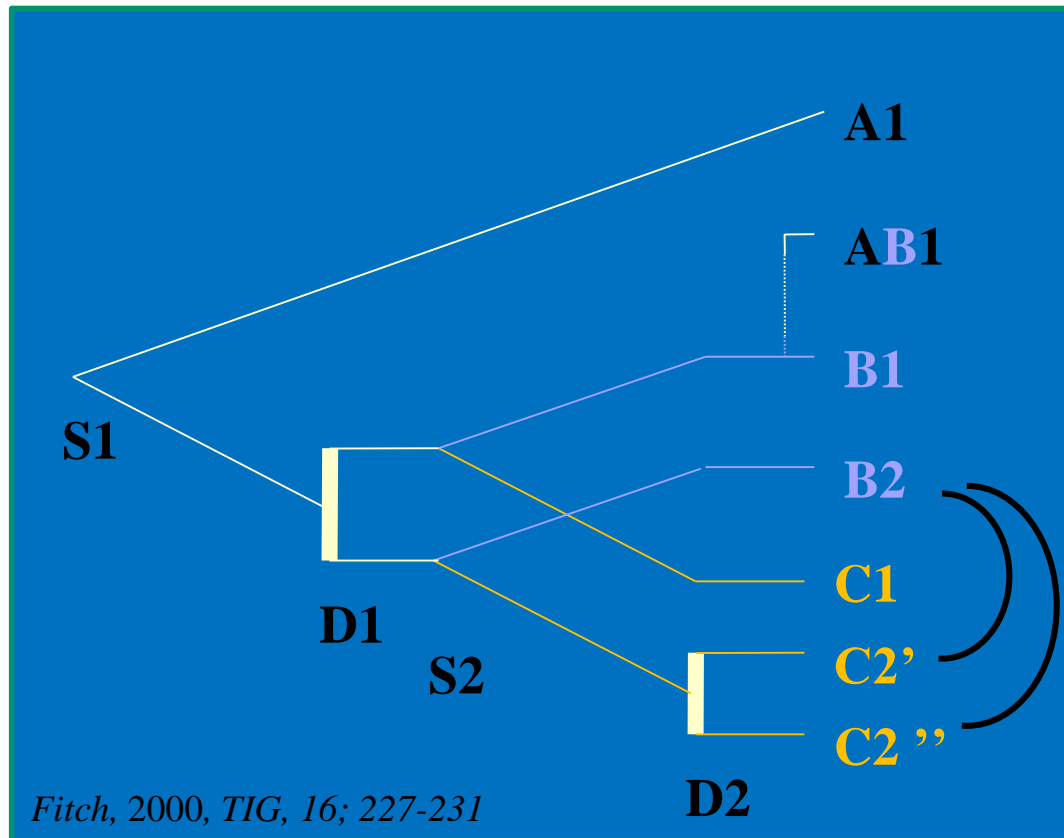 A1
AB1
B1
S1
B2
C1
D1
C2’
S2
C2 ’’
D2
Fitch, 2000, TIG, 16; 227-231